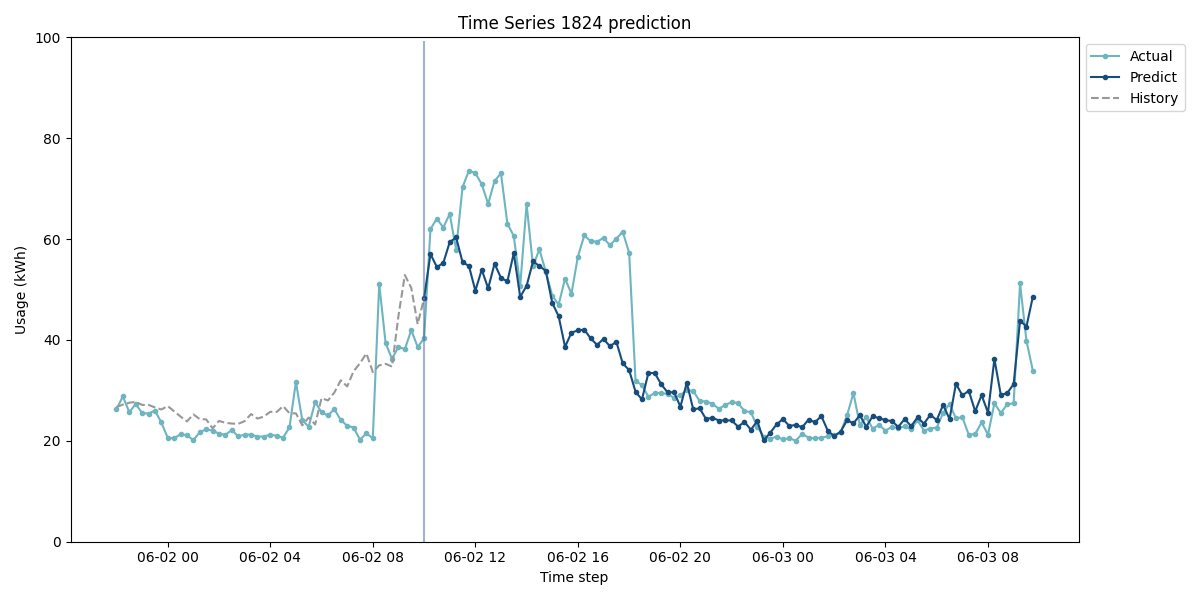 Time Series 1824 prediction
100
80
60
40
20
0
Usage (kWh)
06-02 00
06-02 04
06-02 08
06-02 12
06-02 16
06-02 20
06-03 00
06-03 04
06-03 08
Time step
Actual
Predict
History